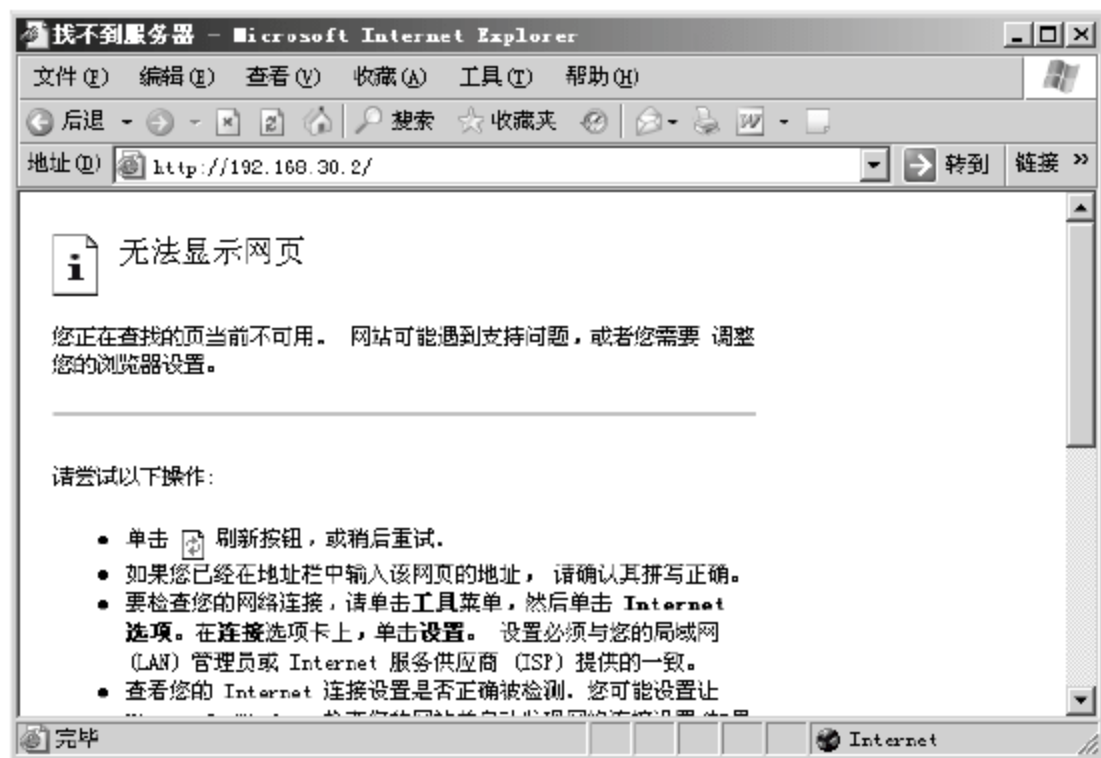 找不到服务器 - Microsoft Internet Explorer
文件(F) 编辑(E) 查看(V) 收藏(A) 工具(T) 帮助(H)
后退 搜索 收藏夹
地址(D) http://192.168.30.2/ 转到 链接 »
无法显示网页
您正在查找的页当前不可用。 网站可能遇到支持问题，或者您需要 调整
您的浏览器设置。
请尝试以下操作:
● 单击 刷新按钮，或稍后重试.
● 如果您已经在地址栏中输入该网页的地址， 请确认其拼写正确。
● 要检查您的网络连接，请单击工具菜单，然后单击 Internet
选项。在连接选项卡上，单击设置。 设置必须与您的局域网
(LAN) 管理员或 Internet 服务供应商 (ISP) 提供的一致。
● 查看您的 Internet 连接设置是否正确被检测. 您可能设置让
完毕 Internet